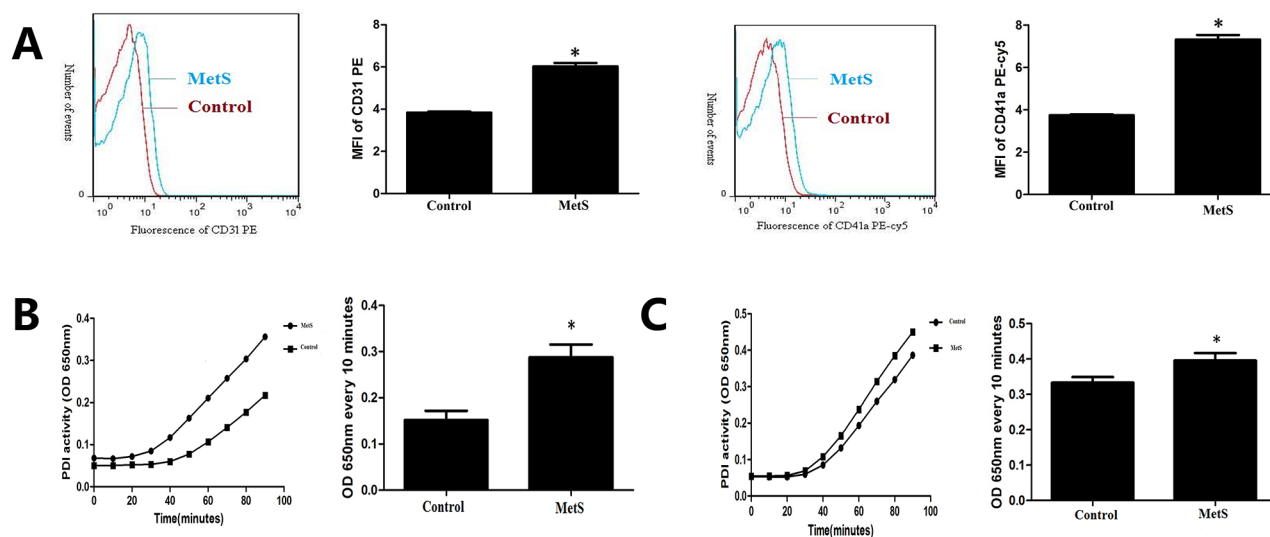 A
Number of events
0
MetS
Control
10^0 10^1 10^2 10^3 10^4
Fluorescence of CD31 PE
MFI of CD31 PE
8
6
4
2
0
*
Control MetS
Number of events
0
MetS
Control
10^0 10^1 10^2 10^3 10^4
Fluorescence of CD41a PE-cy5
MFI of CD41a PE-cy5
8
6
4
2
0
*
Control MetS
B
PDI activity (OD 650nm)
0.4
0.3
0.2
0.1
0.0
0 20 40 60 80 100
Time(minutes)
MetS
Control
OD 650nm every 10 minutes
0.4
0.3
0.2
0.1
0.0
*
Control MetS
C
PDI activity (OD 650nm)
0.5
0.4
0.3
0.2
0.1
0.0
0 20 40 60 80 100
Time(minutes)
Control
MetS
OD 650nm every 10 minutes
0.5
0.4
0.3
0.2
0.1
0.0
*
Control MetS